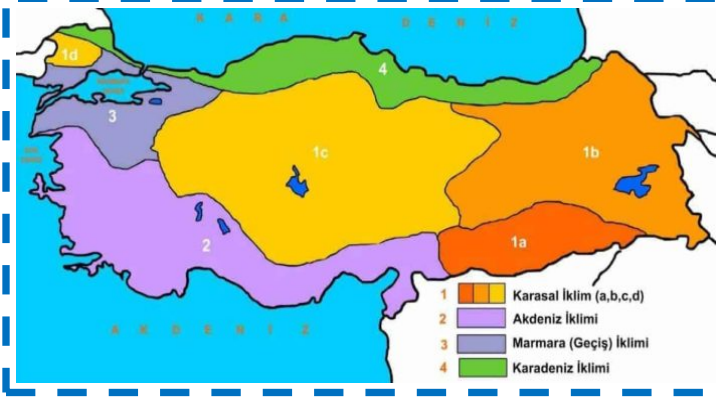 K A R A D E N İ Z
1d
4
3
1c
1b
2
1a
A K D E N İ Z
1 Karasal İklim (a,b,c,d)
2 Akdeniz İklimi
3 Marmara (Geçiş) İklimi
4 Karadeniz İklimi